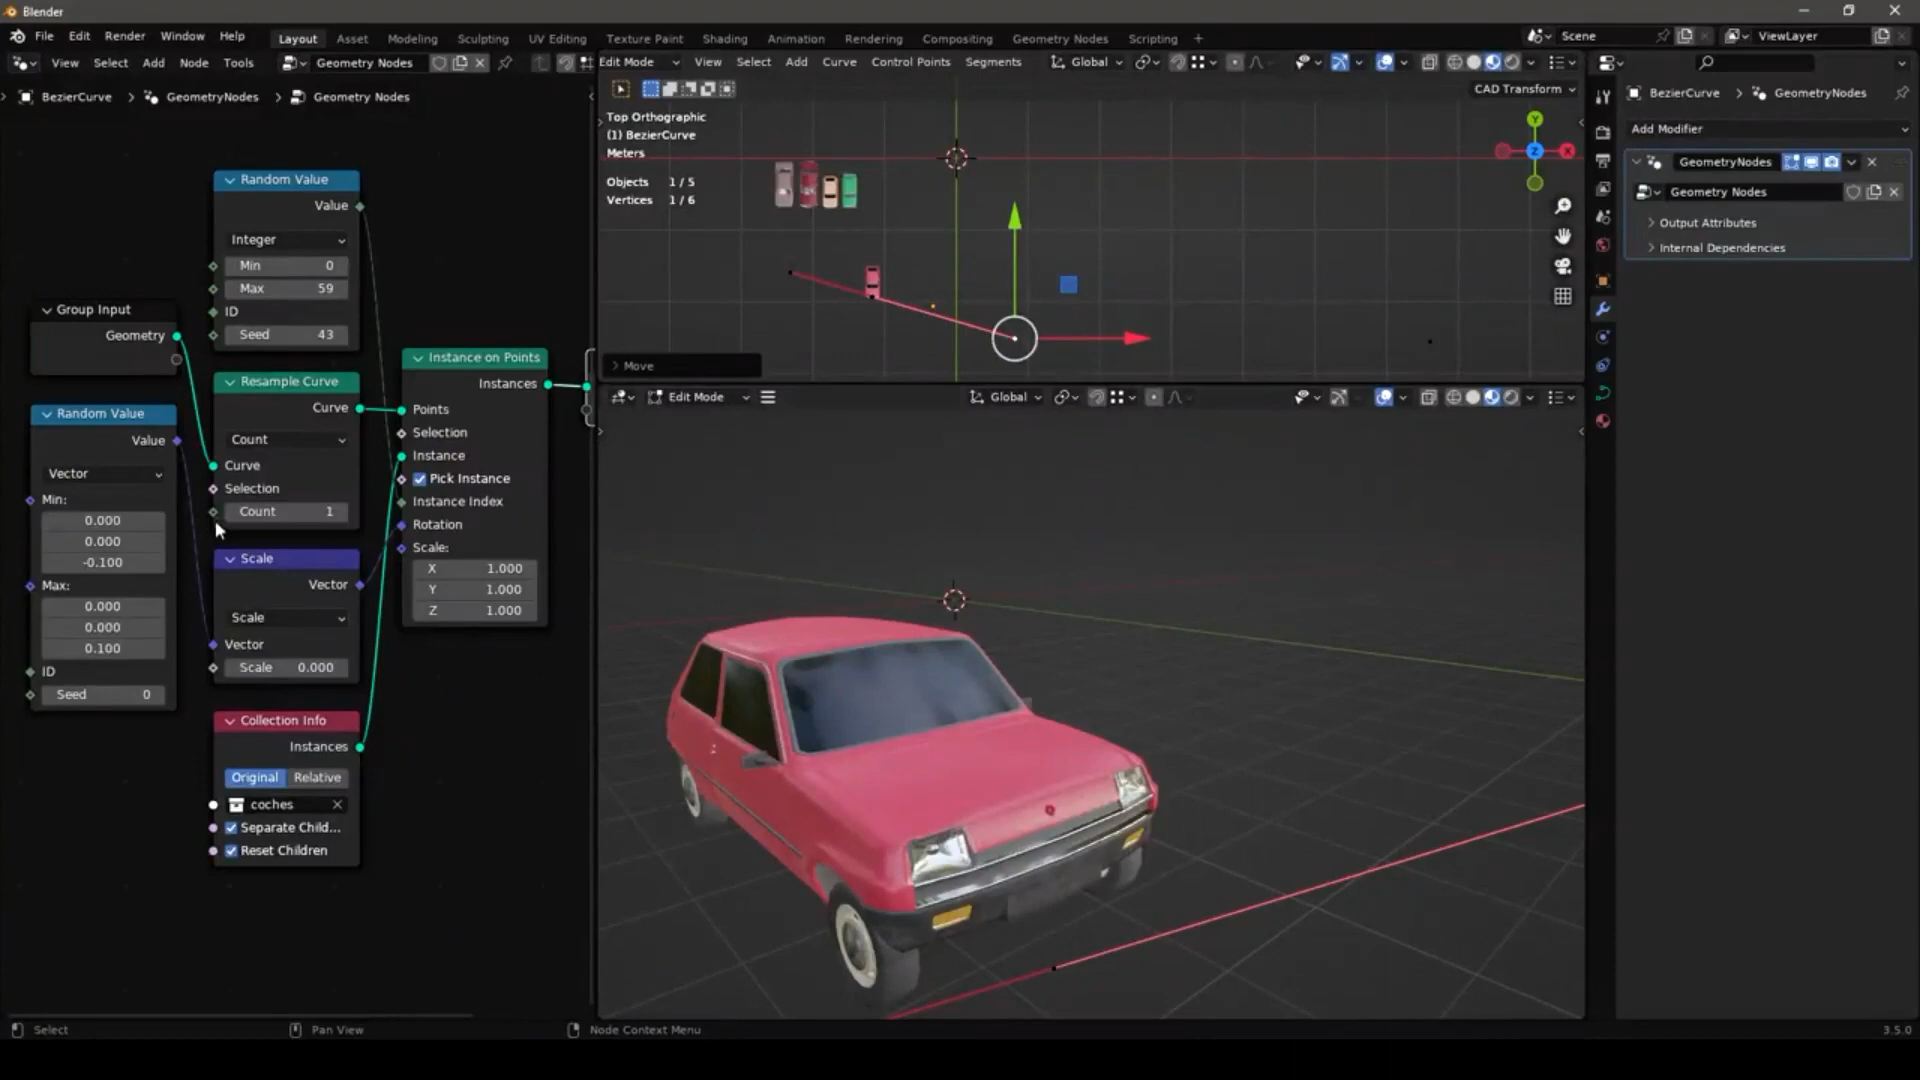 Blender
File Edit Render Window Help Layout Asset Modeling Sculpting UV Editing Texture Paint Shading Animation Rendering Compositing Geometry Nodes Scripting + Scene ViewLayer
View Select Add Node Tools Geometry Nodes
Edit Mode View Select Add Curve Control Points Segments Global
BezierCurve > GeometryNodes > Geometry Nodes
CAD Transform
BezierCurve > GeometryNodes
Add Modifier
GeometryNodes
Geometry Nodes
Output Attributes
Internal Dependencies
Random Value
Value
Integer
Min 0
Max 59
ID
Seed 43
Group Input
Geometry
Random Value
Value
Vector
Min:
0.000
0.000
-0.100
Max:
0.000
0.000
0.100
ID
Seed 0
Resample Curve
Curve
Count
Curve
Selection
Count 1
Scale
Vector
Scale
Vector
Scale 0.000
Collection Info
Instances
Original Relative
coches
Separate Child...
Reset Children
Instance on Points
Instances
Points
Selection
Instance
Pick Instance
Instance Index
Rotation
Scale:
X 1.000
Y 1.000
Z 1.000
Top Orthographic
(1) BezierCurve
Meters
Objects 1 / 5
Vertices 1 / 6
Y
Z
X
Move
Edit Mode Global
Select Pan View Node Context Menu 3.5.0